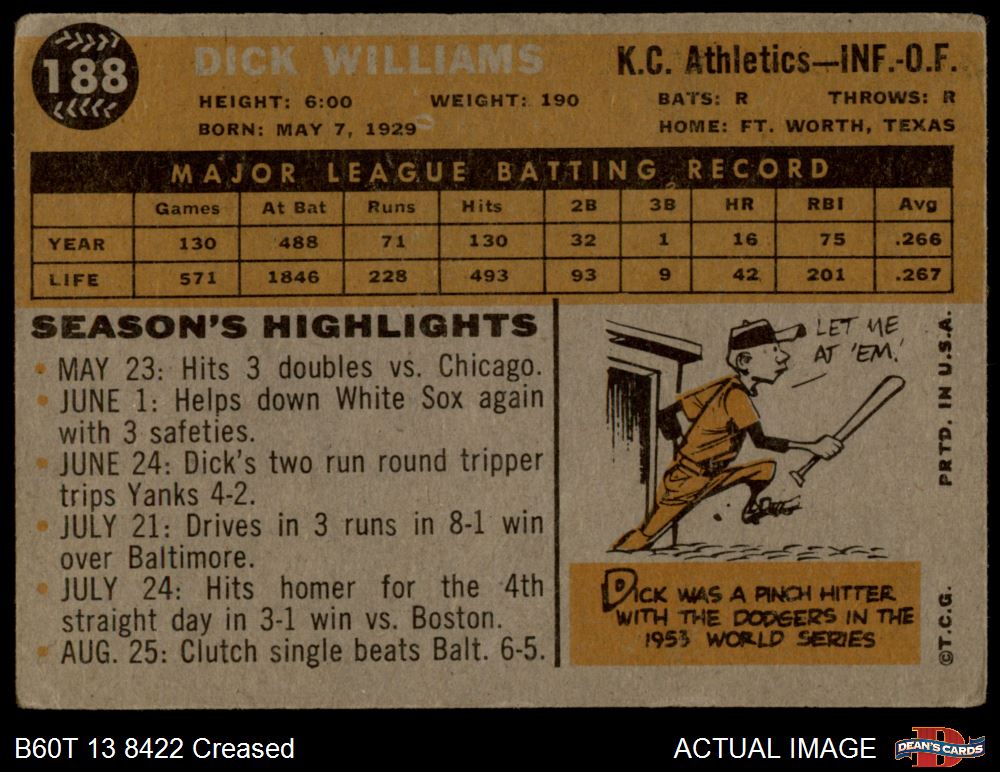 188
DICK WILLIAMS
K.C. Athletics—INF.-O.F.
HEIGHT: 6:00 WEIGHT: 190 BATS: R THROWS: R
BORN: MAY 7, 1929 HOME: FT. WORTH, TEXAS
MAJOR LEAGUE BATTING RECORD
Games At Bat Runs Hits 2B 3B HR RBI Avg
YEAR 130 488 71 130 32 1 16 75 .266
LIFE 571 1846 228 493 93 9 42 201 .267
SEASON'S HIGHLIGHTS
• MAY 23: Hits 3 doubles vs. Chicago.
• JUNE 1: Helps down White Sox again
with 3 safeties.
• JUNE 24: Dick's two run round tripper
trips Yanks 4-2.
• JULY 21: Drives in 3 runs in 8-1 win
over Baltimore.
• JULY 24: Hits homer for the 4th
straight day in 3-1 win vs. Boston.
• AUG. 25: Clutch single beats Balt. 6-5.
LET ME
AT 'EM.'
DICK WAS A PINCH HITTER
WITH THE DODGERS IN THE
1953 WORLD SERIES
©T.C.G. PRTD. IN U.S.A.
B60T 13 8422 Creased
ACTUAL IMAGE
DEAN'S CARDS